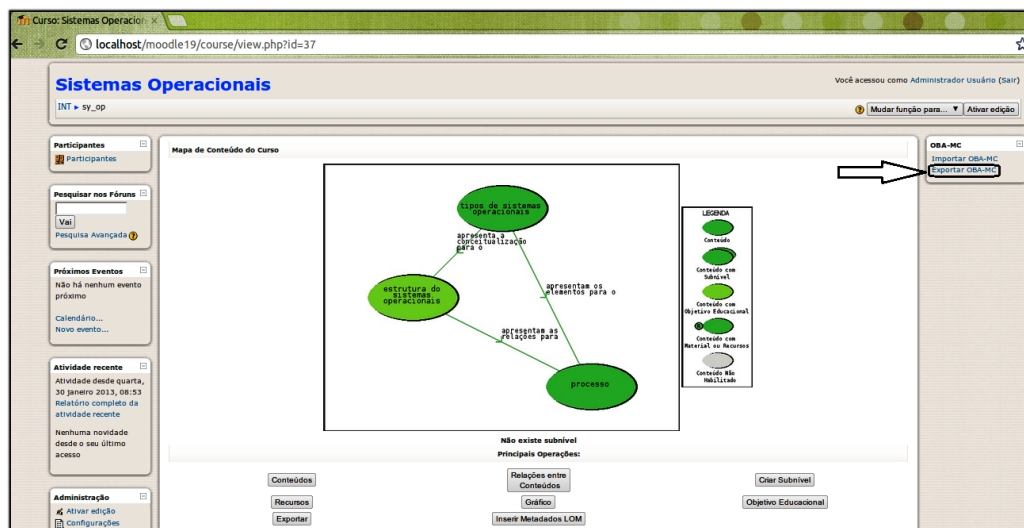 Curso: Sistemas Operacion
localhost/moodle19/course/view.php?id=37
Sistemas Operacionais
Você acessou como Administrador Usuário (Sair)
INT ► sy_op
Mudar função para...
Ativar edição
Participantes
Participantes
Pesquisar nos Fóruns
Vai
Pesquisa Avançada
Próximos Eventos
Não há nenhum evento
próximo
Calendário...
Novo evento...
Atividade recente
Atividade desde quarta,
30 janeiro 2013, 08:53
Relatório completo da
atividade recente
Nenhuma novidade
desde o seu último
acesso
Administração
Ativar edição
Configurações
Mapa de Conteúdo do Curso
tipos de sistemas
operacionais
apresenta a
conceitualização
para o
estrutura do
sistemas
operacionais
apresentam os
elementos para o
apresentam as
relações para
processo
LEGENDA
Conteúdo
Conteúdo com
Subnível
Conteúdo com
Objetivo Educacional
Conteúdo com
Material ou Recursos
Conteúdo Não
Habilitado
Não existe subnível
Principais Operações:
Conteúdos
Relações entre
Conteúdos
Criar Subnível
Recursos
Gráfico
Objetivo Educacional
Exportar
Inserir Metadados LOM
OBA-MC
Importar OBA-MC
Exportar OBA-MC